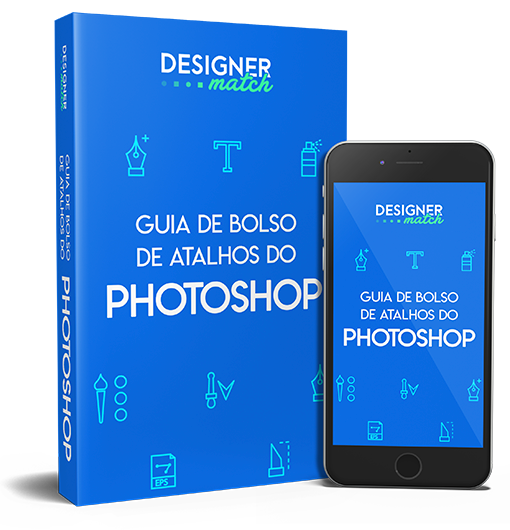 DESIGNER
match
GUIA DE BOLSO
DE ATALHOS DO
PHOTOSHOP
T
EPS
DESIGNER
match
GUIA DE BOLSO
DE ATALHOS DO
PHOTOSHOP
DESIGNER
match
T
GUIA DE BOLSO
DE ATALHOS DO
PHOTOSHOP
EPS